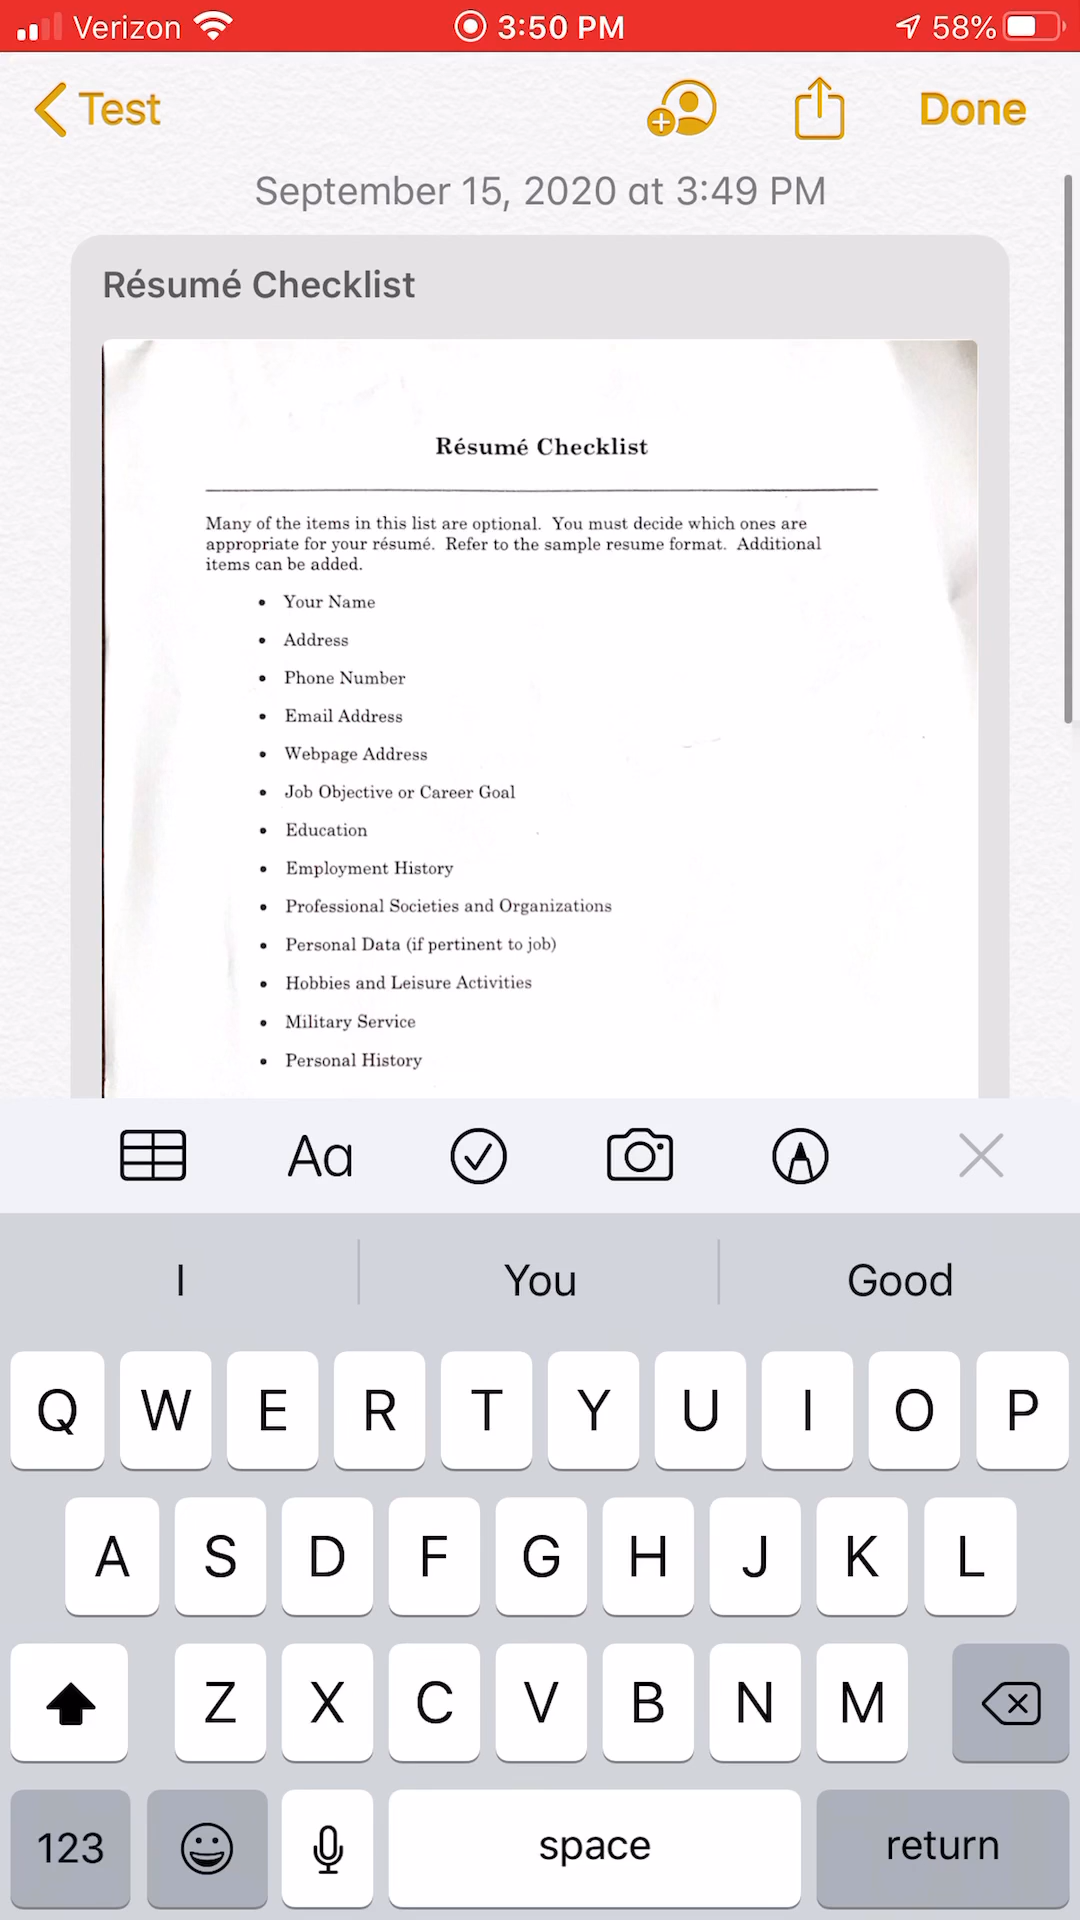 Verizon 3:50 PM 58%
Test Done
September 15, 2020 at 3:49 PM
Résumé Checklist
Résumé Checklist
Many of the items in this list are optional. You must decide which ones are
appropriate for your résumé. Refer to the sample resume format. Additional
items can be added.
• Your Name
• Address
• Phone Number
• Email Address
• Webpage Address
• Job Objective or Career Goal
• Education
• Employment History
• Professional Societies and Organizations
• Personal Data (if pertinent to job)
• Hobbies and Leisure Activities
• Military Service
• Personal History
Aa
I You Good
Q W E R T Y U I O P
A S D F G H J K L
Z X C V B N M
123 space return